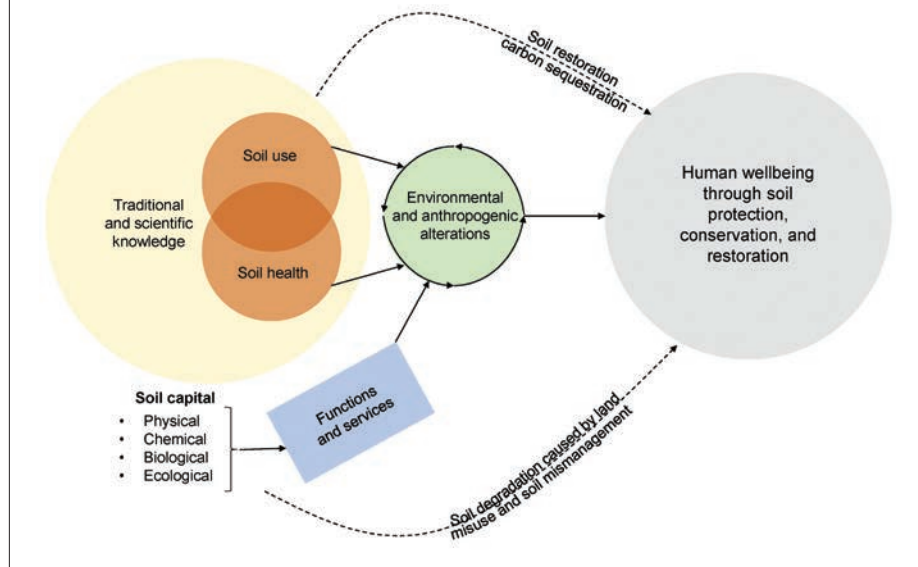 Soil restoration
carbon sequestration
Soil use
Traditional
and scientific
knowledge
Soil health
Environmental
and anthropogenic
alterations
Human wellbeing
through soil
protection,
conservation, and
restoration
Soil capital
• Physical
• Chemical
• Biological
• Ecological
Functions
and services
Soil degradation caused by land
misuse and soil mismanagement